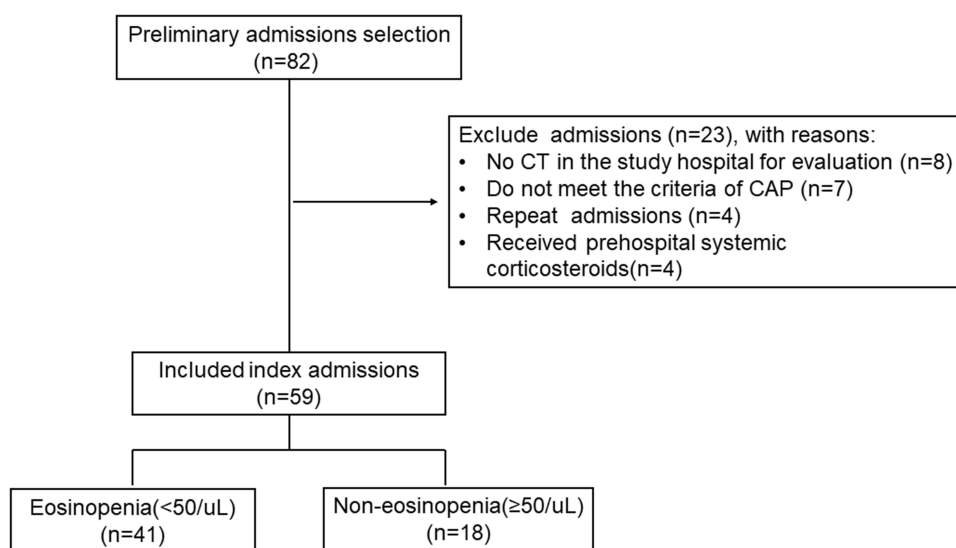 Preliminary admissions selection
(n=82)
Exclude admissions (n=23), with reasons:
• No CT in the study hospital for evaluation (n=8)
• Do not meet the criteria of CAP (n=7)
• Repeat admissions (n=4)
• Received prehospital systemic
corticosteroids(n=4)
Included index admissions
(n=59)
Eosinopenia(<50/uL)
(n=41)
Non-eosinopenia(≥50/uL)
(n=18)